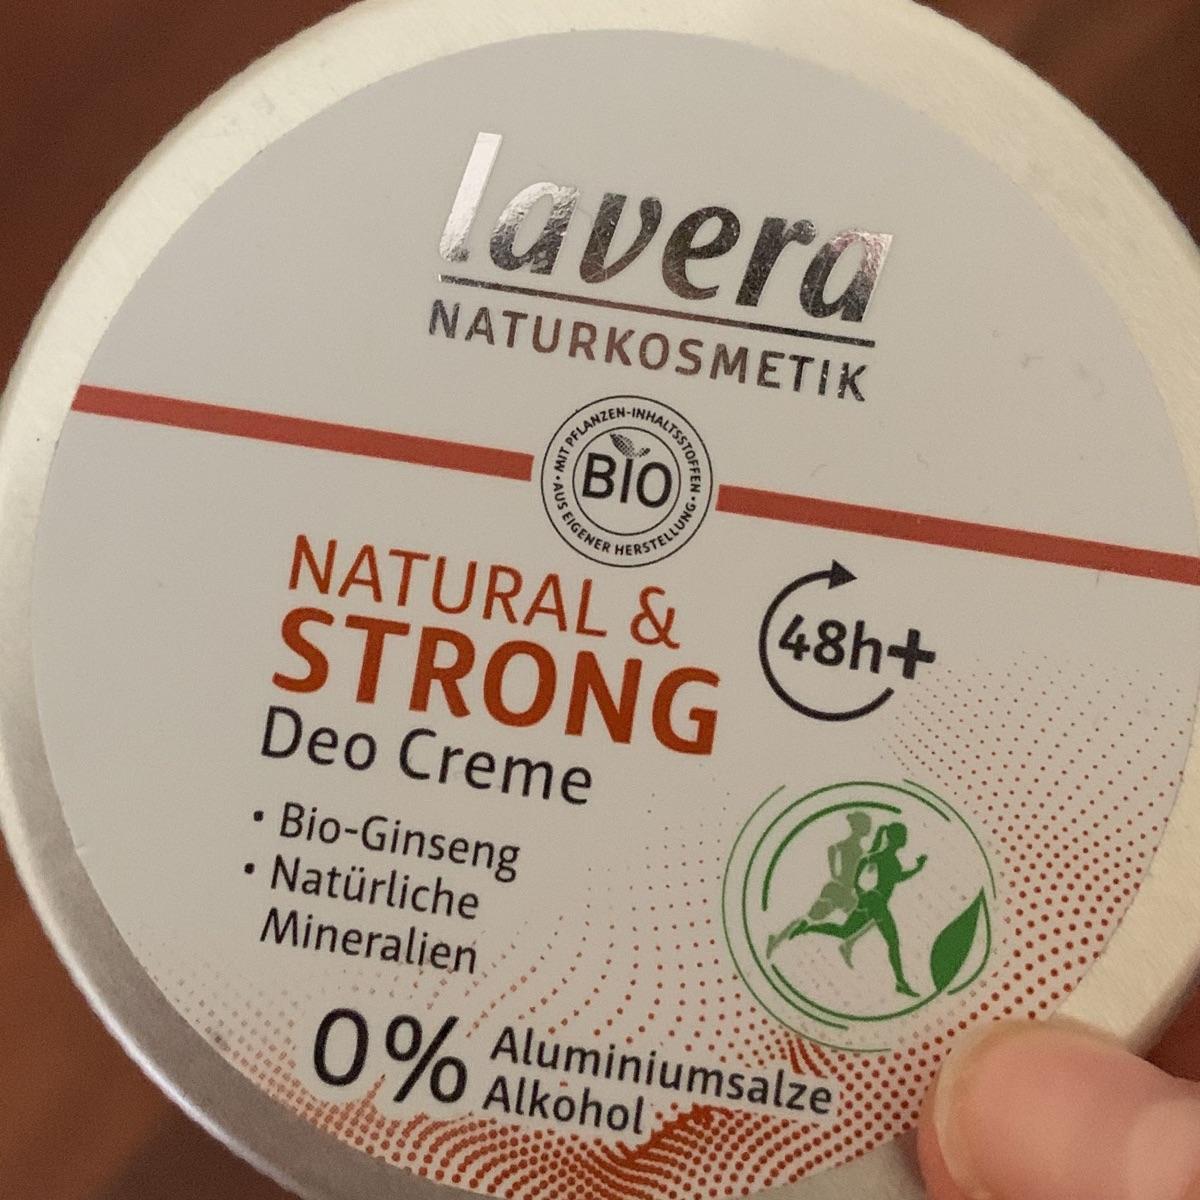 lavera
NATURKOSMETIK
• MIT PFLANZEN-INHALTSSTOFFEN •
BIO
AUS EIGENER HERSTELLUNG
NATURAL &
STRONG
48h+
Deo Creme
• Bio-Ginseng
• Natürliche
Mineralien
0% Aluminiumsalze
Alkohol